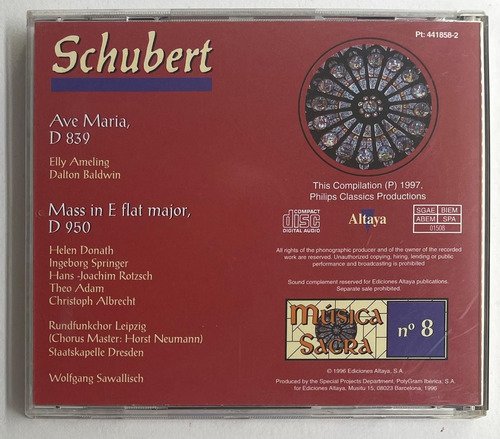 Schubert
Pt: 441858-2
Ave Maria,
D 839
Elly Ameling
Dalton Baldwin
Mass in E flat major,
D 950
Helen Donath
Ingeborg Springer
Hans -Joachim Rotzsch
Theo Adam
Christoph Albrecht
Rundfunkchor Leipzig
(Chorus Master: Horst Neumann)
Staatskapelle Dresden
Wolfgang Sawallisch
This Compilation (P) 1997,
Philips Classics Productions
COMPACT
disc
DIGITAL AUDIO
Altaya
SGAE BIEM
ABEM SPA
01508
All rights of the phonographic producer and of the owner of the recorded
work are reserved. Unauthorized copying, hiring, lending or public
performance and broadcasting is prohibited
Sound complement reserved for Ediciones Altaya publications.
Separate sale prohibited.
Música
Sacra
nº 8
© 1996 Ediciones Altaya, S.A.
Produced by the Special Projects Department, PolyGram Ibérica, S.A.
for Ediciones Altaya, Musitu 15, 08023 Barcelona, 1996